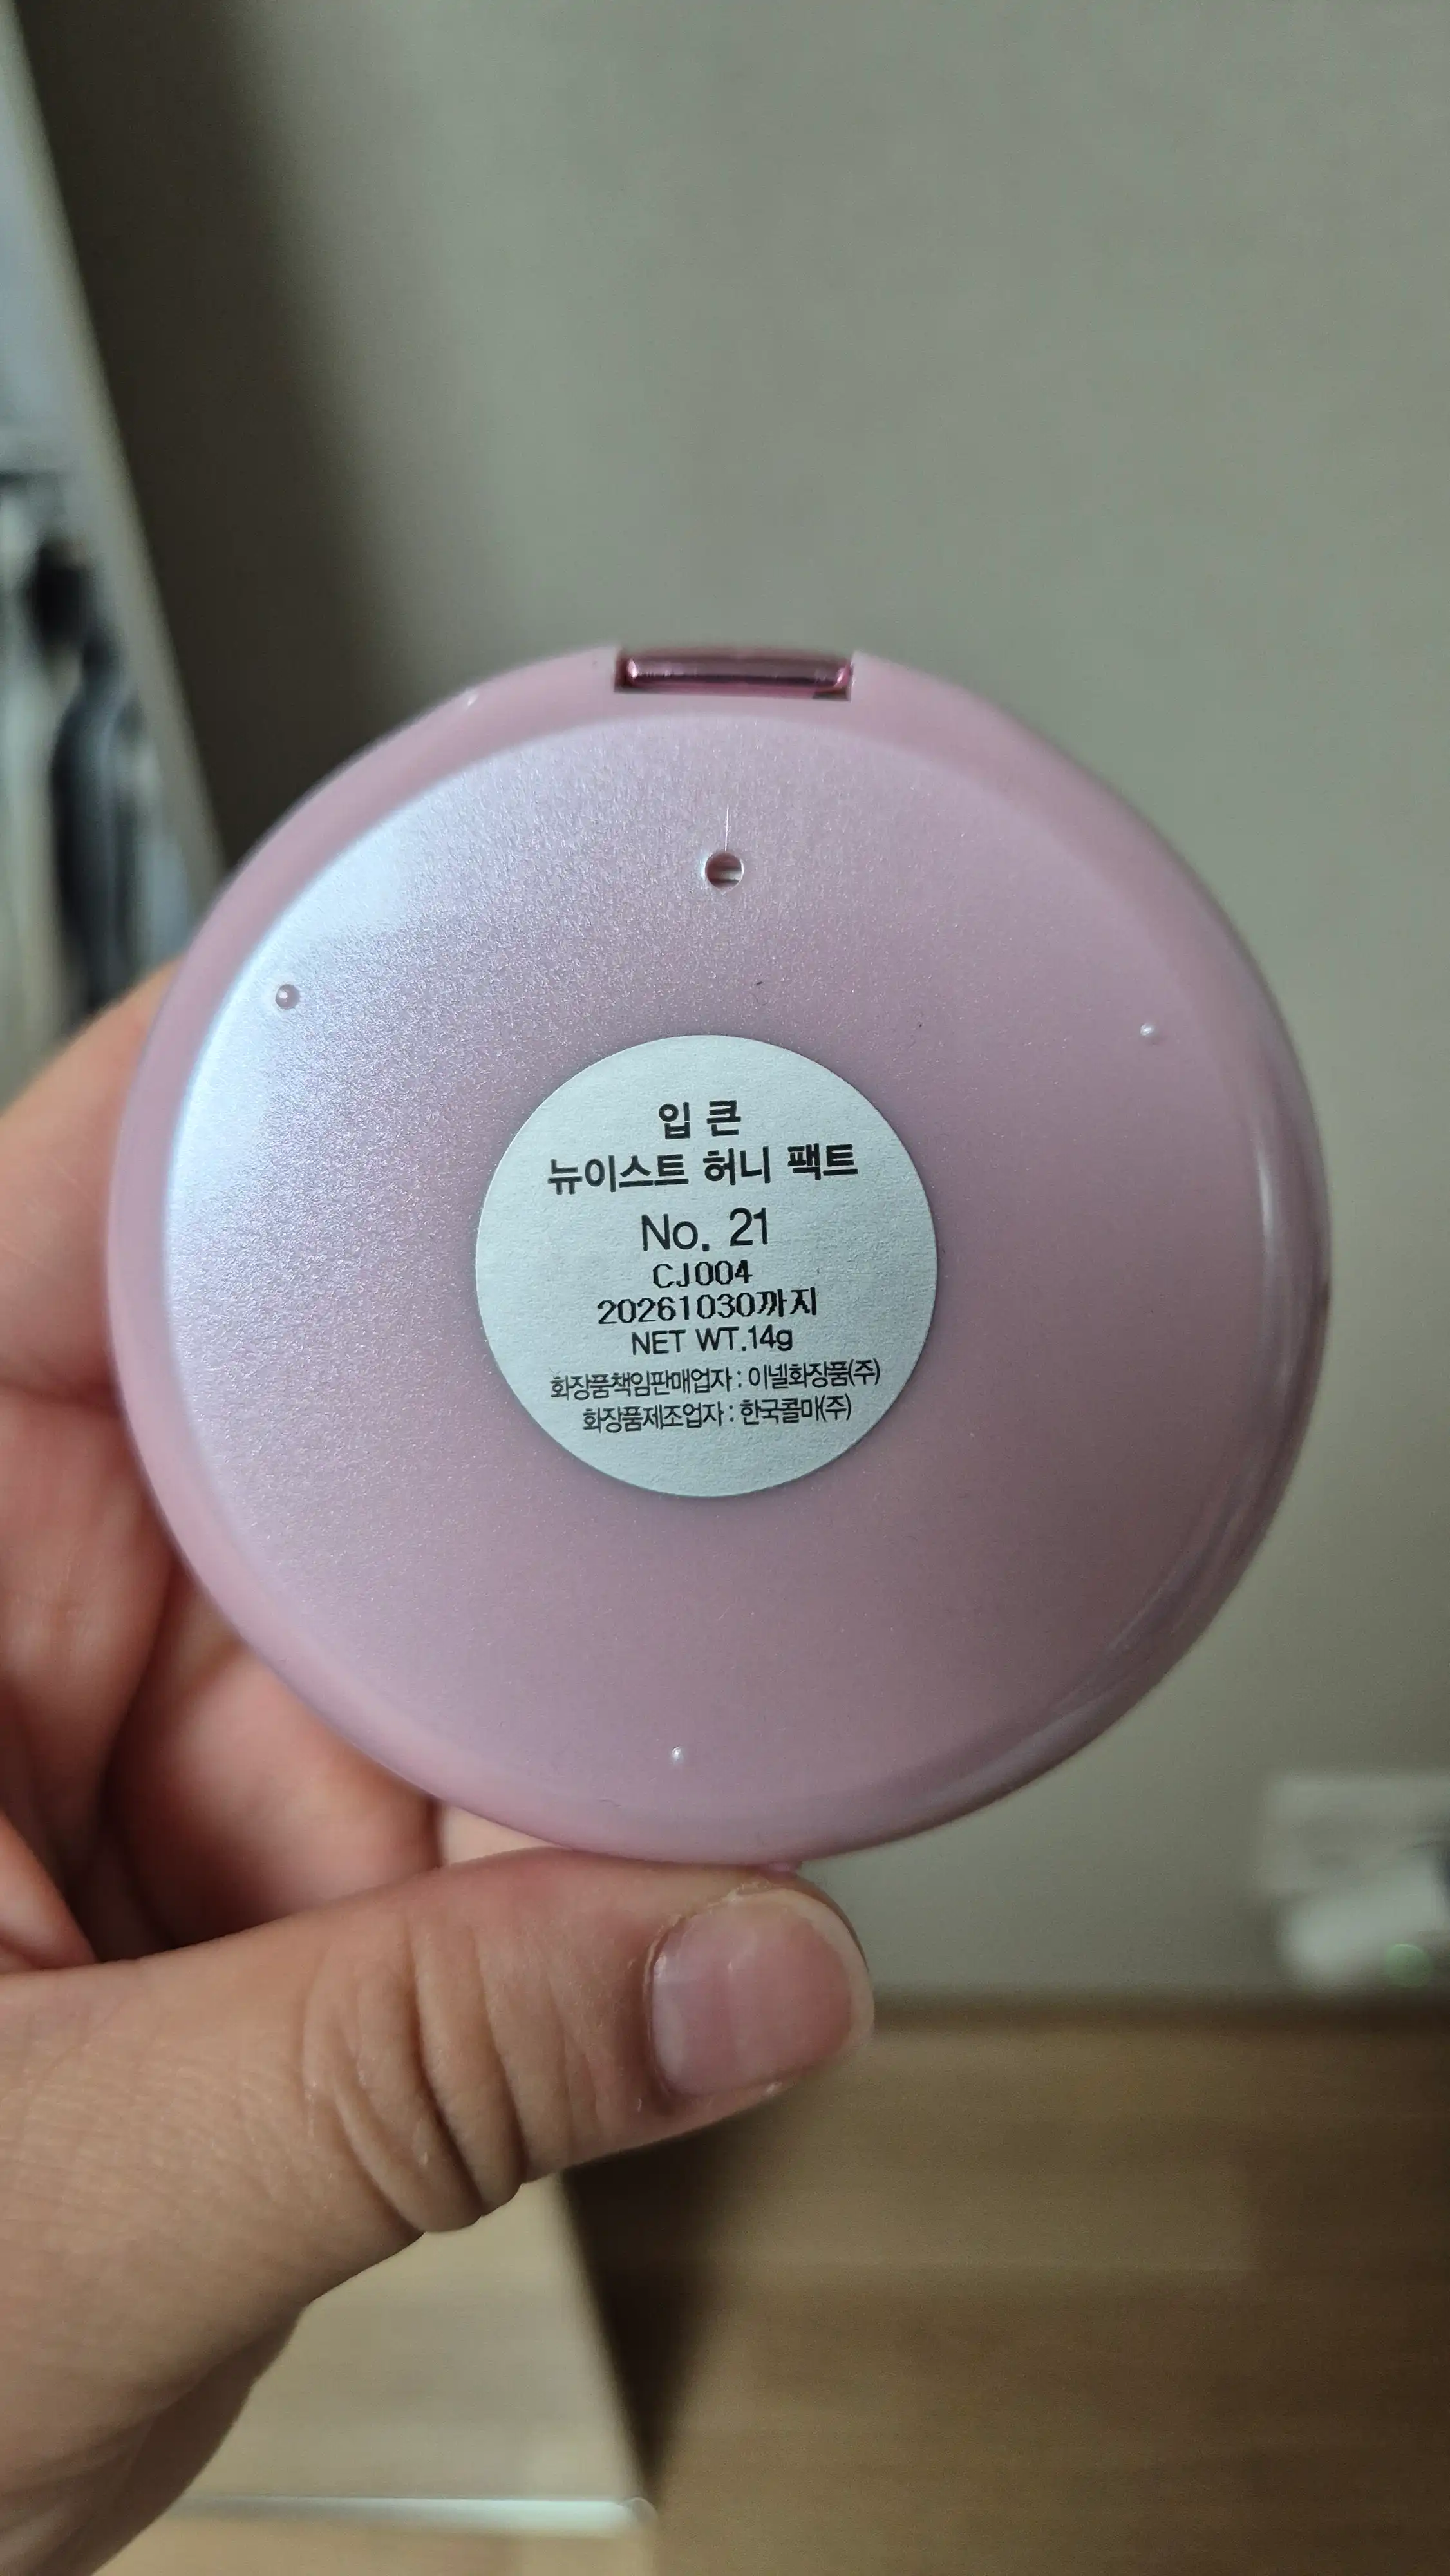 입 큰
뉴이스트 허니 팩트
No. 21
CJ004
20261030까지
NET WT.14g
화장품책임판매업자 : 이넬화장품(주)
화장품제조업자 : 한국콜마(주)